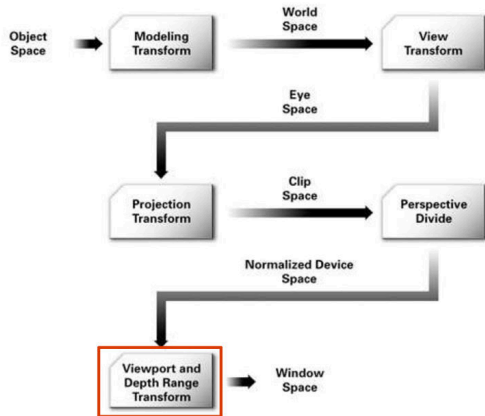 Object
Space
Modeling
Transform
World
Space
View
Transform
Eye
Space
Projection
Transform
Clip
Space
Perspective
Divide
Normalized Device
Space
Viewport and
Depth Range
Transform
Window
Space